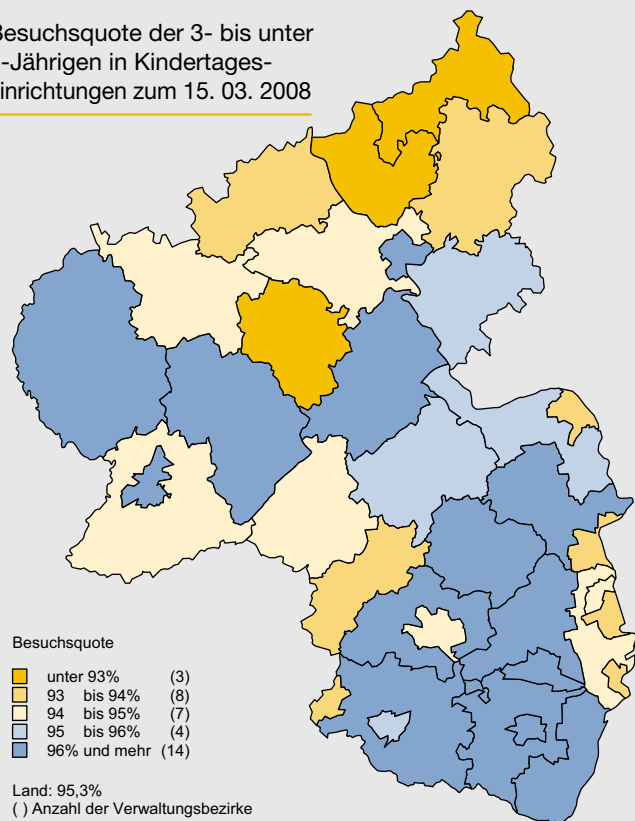 Besuchsquote der 3- bis unter
-Jährigen in Kindertages-
inrichtungen zum 15. 03. 2008
Besuchsquote
unter 93% (3)
93 bis 94% (8)
94 bis 95% (7)
95 bis 96% (4)
96% und mehr (14)
Land: 95,3%
( ) Anzahl der Verwaltungsbezirke